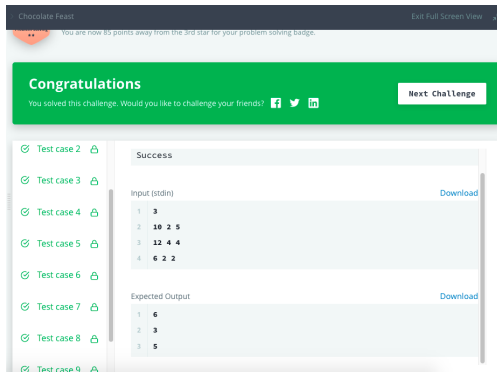 Chocolate Feast
Exit Full Screen View
You are now 85 points away from the 3rd star for your problem solving badge.
Congratulations
You solved this challenge. Would you like to challenge your friends?
Next Challenge
Test case 2
Test case 3
Test case 4
Test case 5
Test case 6
Test case 7
Test case 8
Test case 9
Success
Input (stdin)
Download
1 3
2 10 2 5
3 12 4 4
4 6 2 2
Expected Output
Download
1 6
2 3
3 5